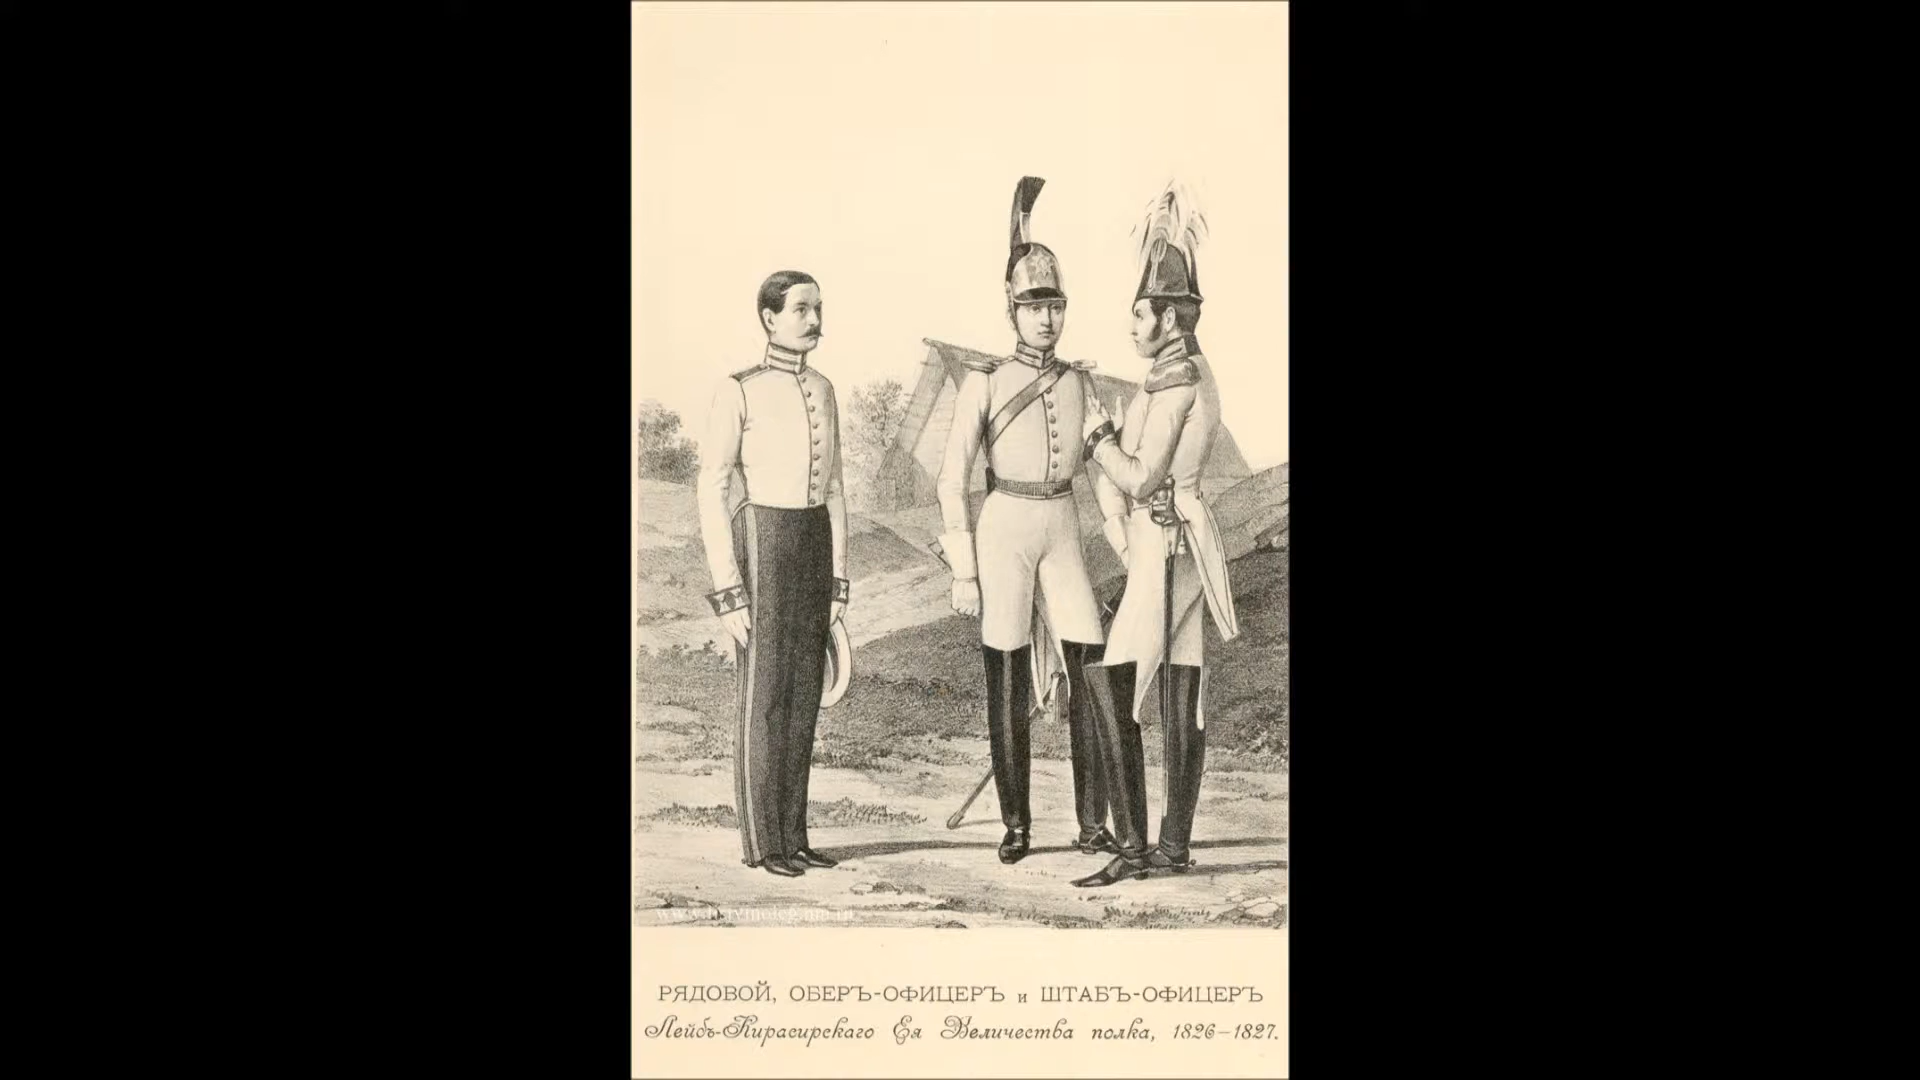 РЯДОВОЙ, ОБЕРЪ-ОФИЦЕРЪ и ШТАБЪ-ОФИЦЕРЪ
Лейбъ-Кирасирскаго Ея Величества полка, 1826–1827.